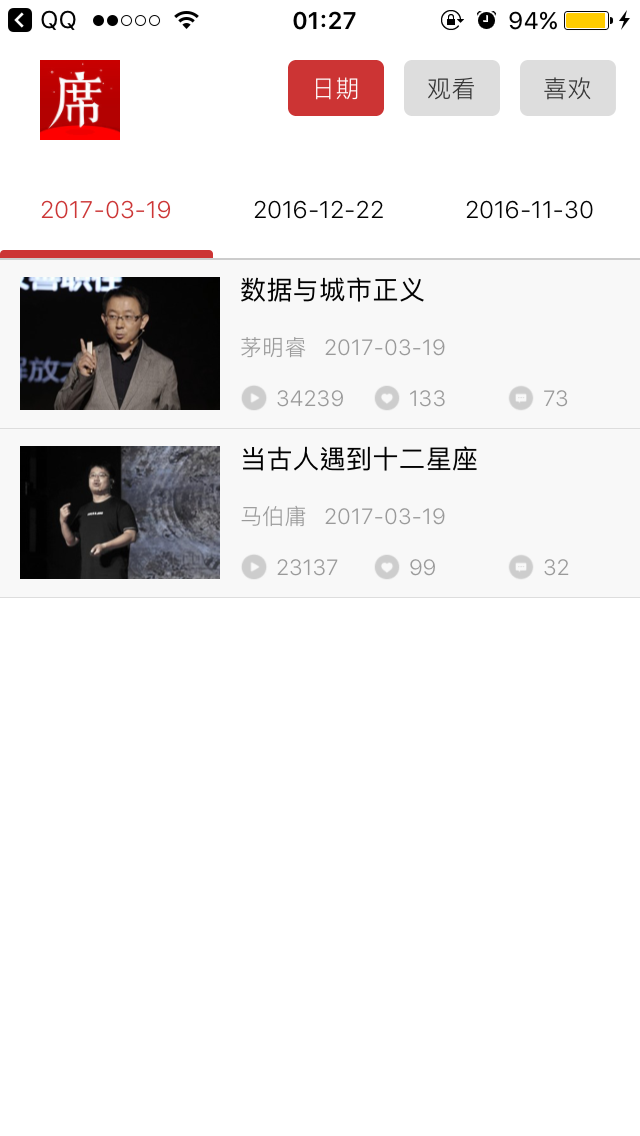 QQ 01:27 94%
席
日期 观看 喜欢
2017-03-19 2016-12-22 2016-11-30
数据与城市正义
茅明睿 2017-03-19
34239 133 73
当古人遇到十二星座
马伯庸 2017-03-19
23137 99 32